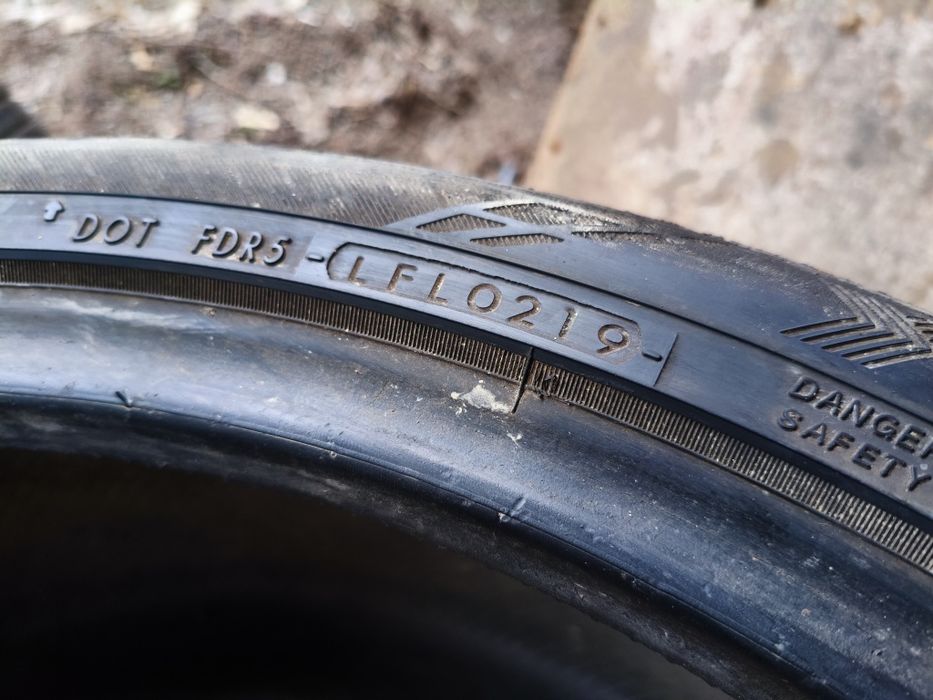 DOT FDR5 -LFL0219-
DANGER
SAFETY